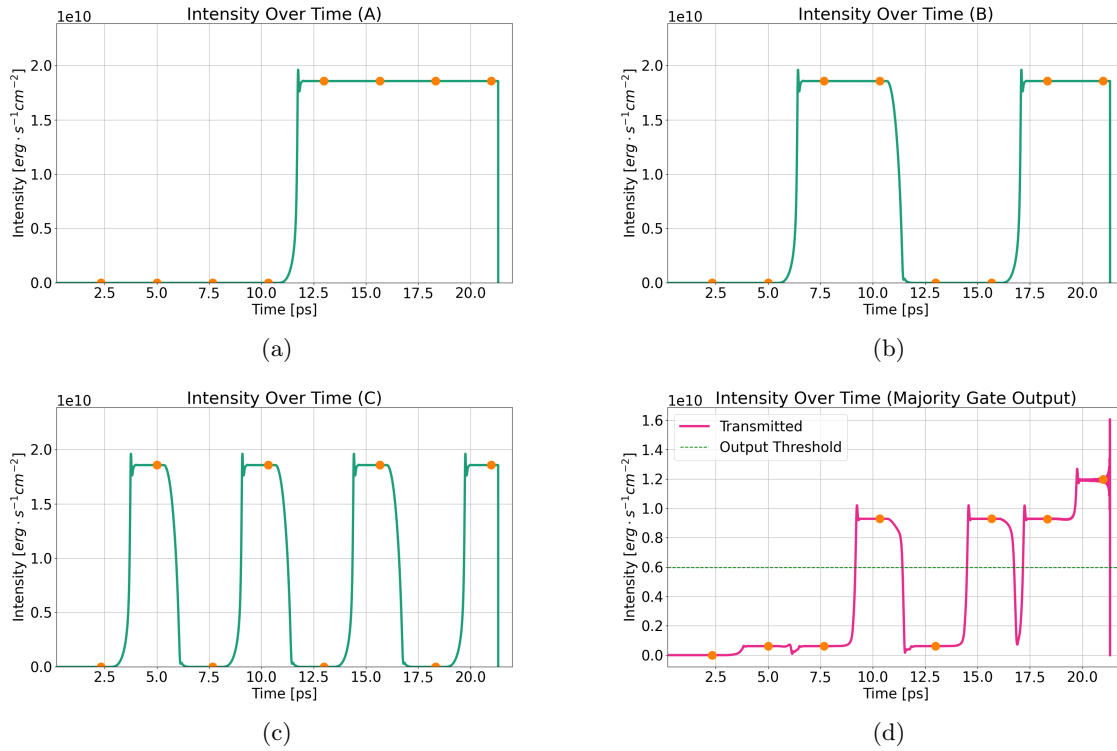 Intensity Over Time (A)
1e10
Intensity [erg · s⁻¹cm⁻²]
2.0
1.5
1.0
0.5
0.0
2.5 5.0 7.5 10.0 12.5 15.0 17.5 20.0
Time [ps]
(a)
Intensity Over Time (B)
1e10
Intensity [erg · s⁻¹cm⁻²]
2.0
1.5
1.0
0.5
0.0
2.5 5.0 7.5 10.0 12.5 15.0 17.5 20.0
Time [ps]
(b)
Intensity Over Time (C)
1e10
Intensity [erg · s⁻¹cm⁻²]
2.0
1.5
1.0
0.5
0.0
2.5 5.0 7.5 10.0 12.5 15.0 17.5 20.0
Time [ps]
(c)
Intensity Over Time (Majority Gate Output)
1e10
Transmitted
Output Threshold
Intensity [erg · s⁻¹cm⁻²]
1.6
1.4
1.2
1.0
0.8
0.6
0.4
0.2
0.0
2.5 5.0 7.5 10.0 12.5 15.0 17.5 20.0
Time [ps]
(d)